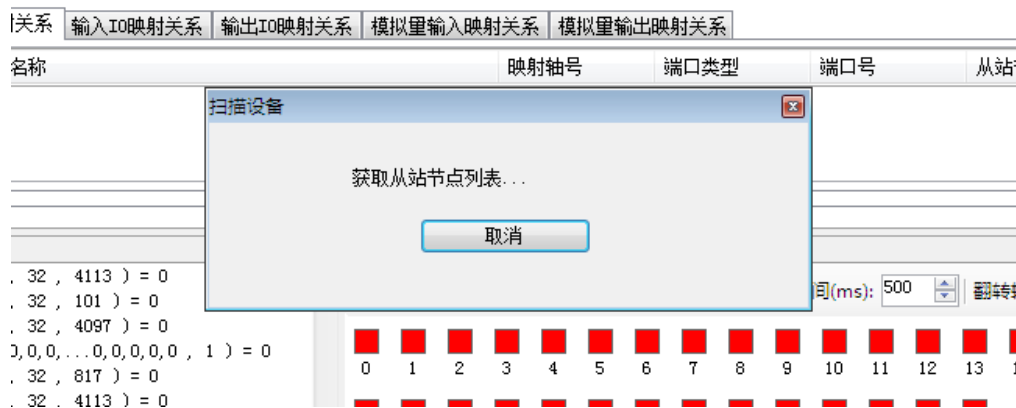 关系 输入IO映射关系 输出IO映射关系 模拟量输入映射关系 模拟量输出映射关系
名称 映射轴号 端口类型 端口号 从站
扫描设备
获取从站节点列表...
取消
, 32 , 4113 ) = 0
, 32 , 101 ) = 0
, 32 , 4097 ) = 0
0,0,0,...0,0,0,0,0 , 1 ) = 0
, 32 , 817 ) = 0
, 32 , 4113 ) = 0
间(ms): 500 翻转
0 1 2 3 4 5 6 7 8 9 10 11 12 13